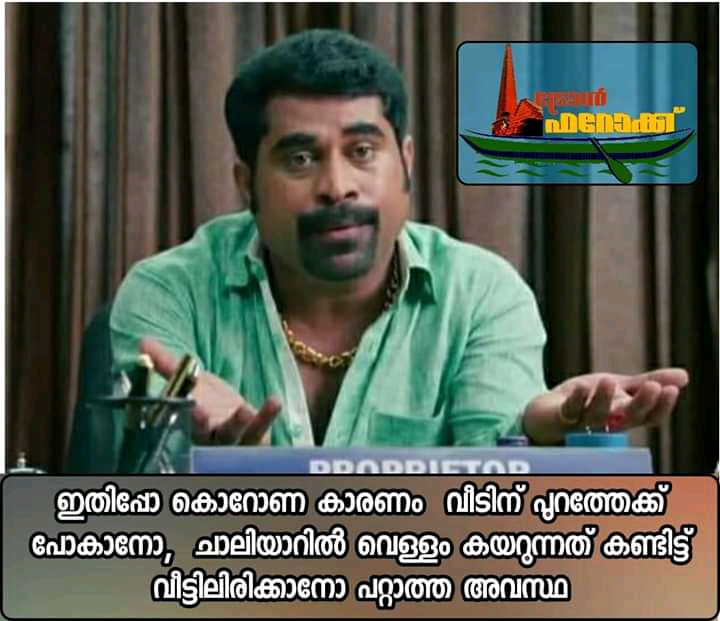 ട്രോൾ
ഫറോക്ക്
PROPRIETOR
ഇതിപ്പോ കൊറോണ കാരണം വീടിന് പുറത്തേക്ക്
പോകാനോ, ചാലിയാറിൽ വെള്ളം കയറുന്നത് കണ്ടിട്ട്
വീട്ടിലിരിക്കാനോ പറ്റാത്ത അവസ്ഥ